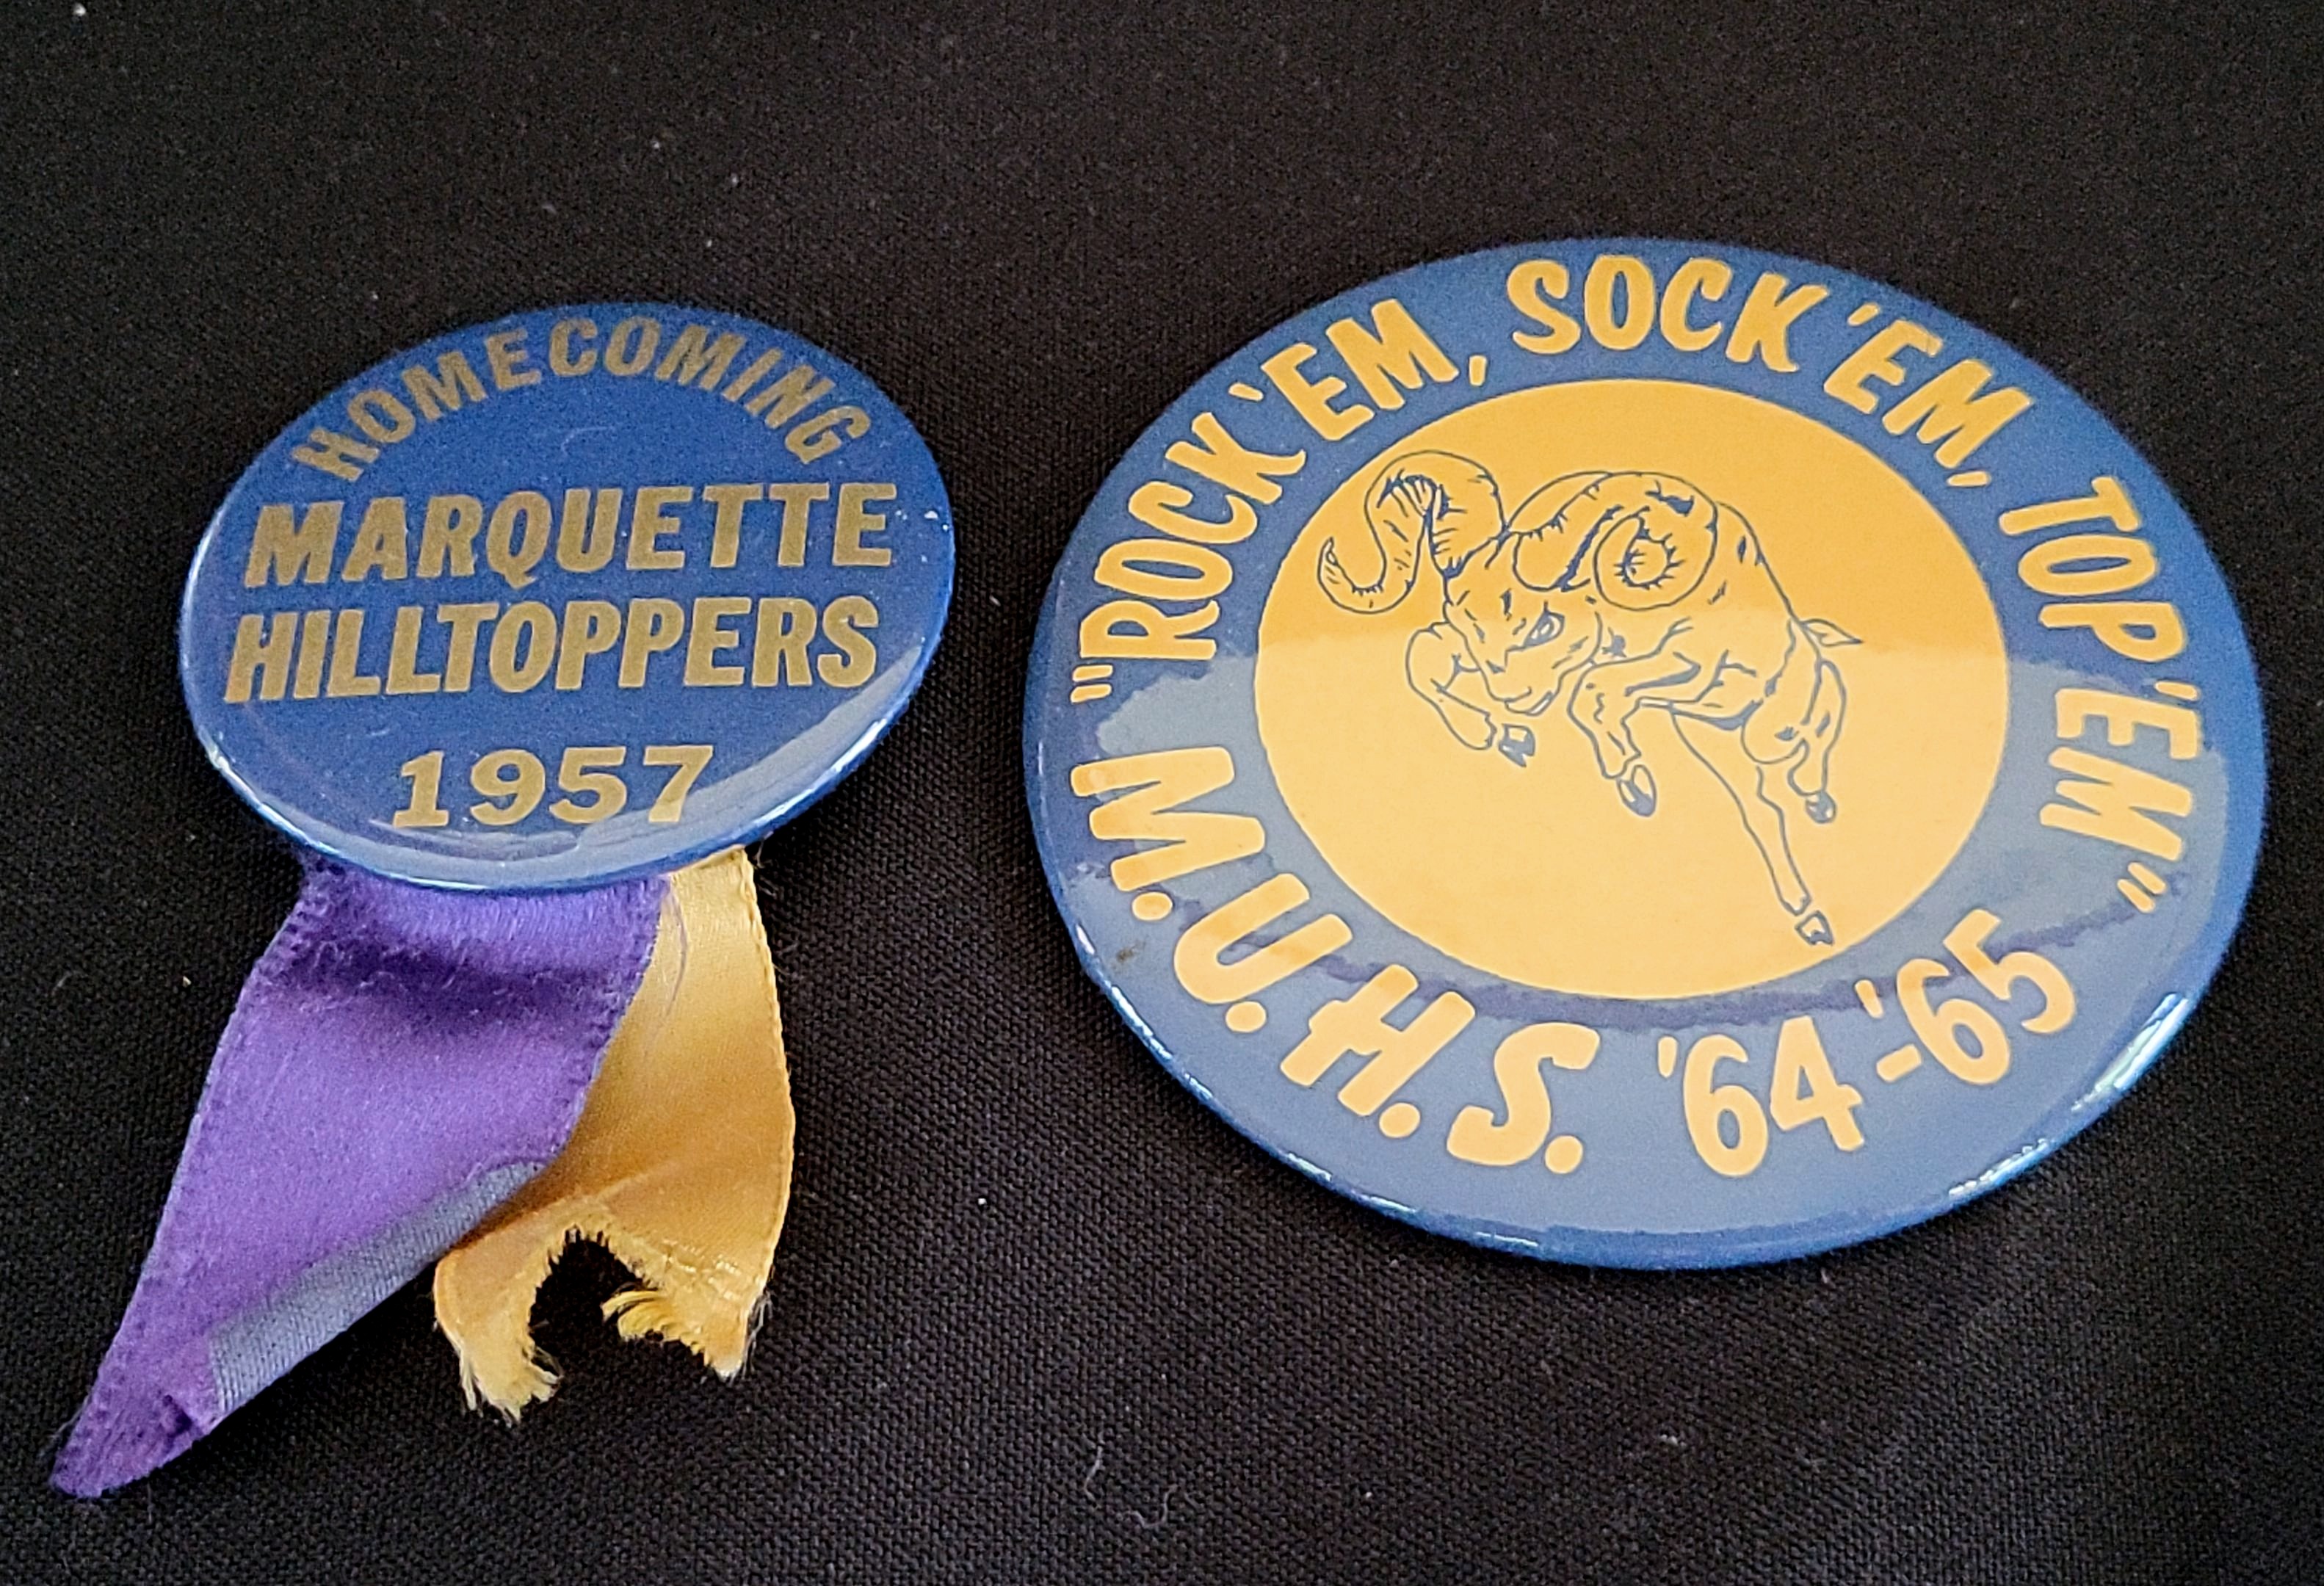 HOMECOMING
MARQUETTE
HILLTOPPERS
1957
"ROCK'EM, SOCK'EM, TOP'EM"
M.U.H.S. '64-'65